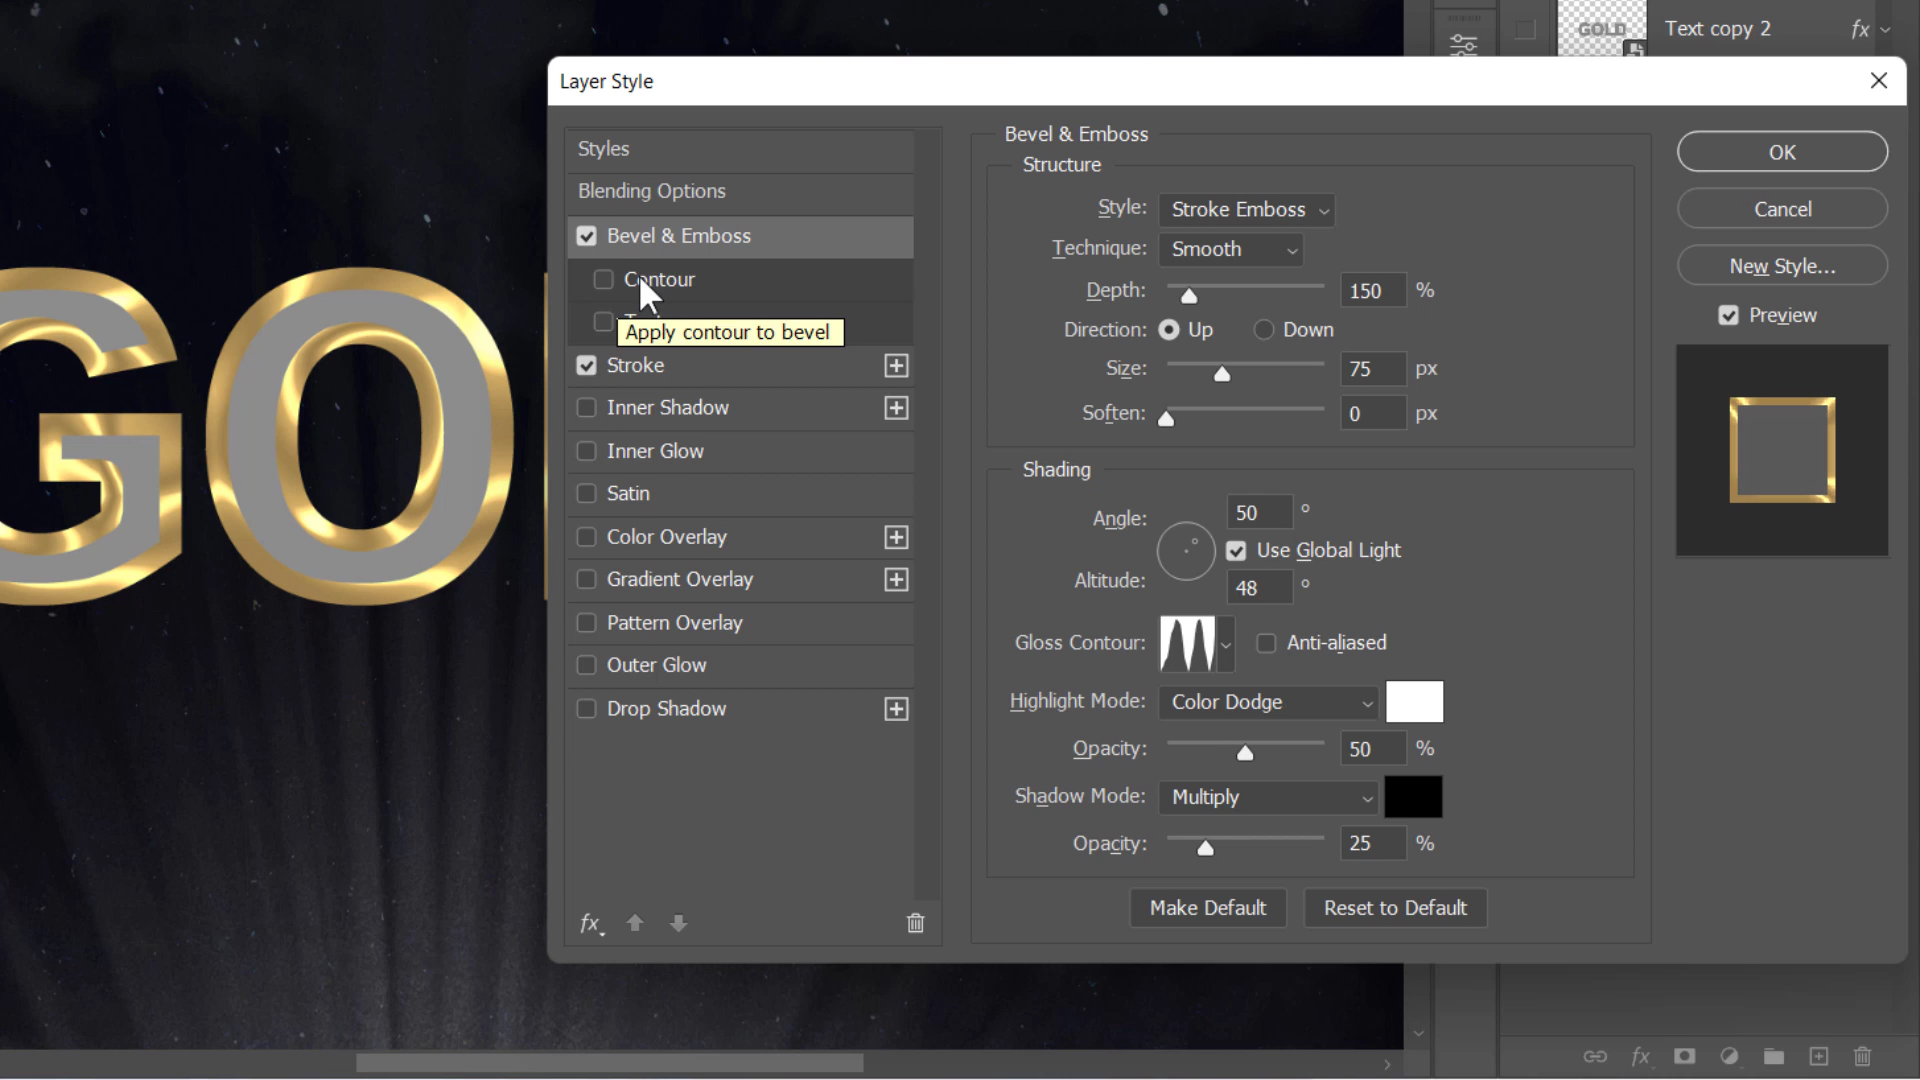 GOLD
Text copy 2
fx
Layer Style
Styles
Blending Options
Bevel & Emboss
Contour
Apply contour to bevel
Stroke
Inner Shadow
Inner Glow
Satin
Color Overlay
Gradient Overlay
Pattern Overlay
Outer Glow
Drop Shadow
fx
Bevel & Emboss
Structure
Style: Stroke Emboss
Technique: Smooth
Depth: 150 %
Direction: Up Down
Size: 75 px
Soften: 0 px
Shading
Angle: 50 °
Use Global Light
Altitude: 48 °
Gloss Contour: Anti-aliased
Highlight Mode: Color Dodge
Opacity: 50 %
Shadow Mode: Multiply
Opacity: 25 %
Make Default Reset to Default
OK
Cancel
New Style...
Preview
GO
fx